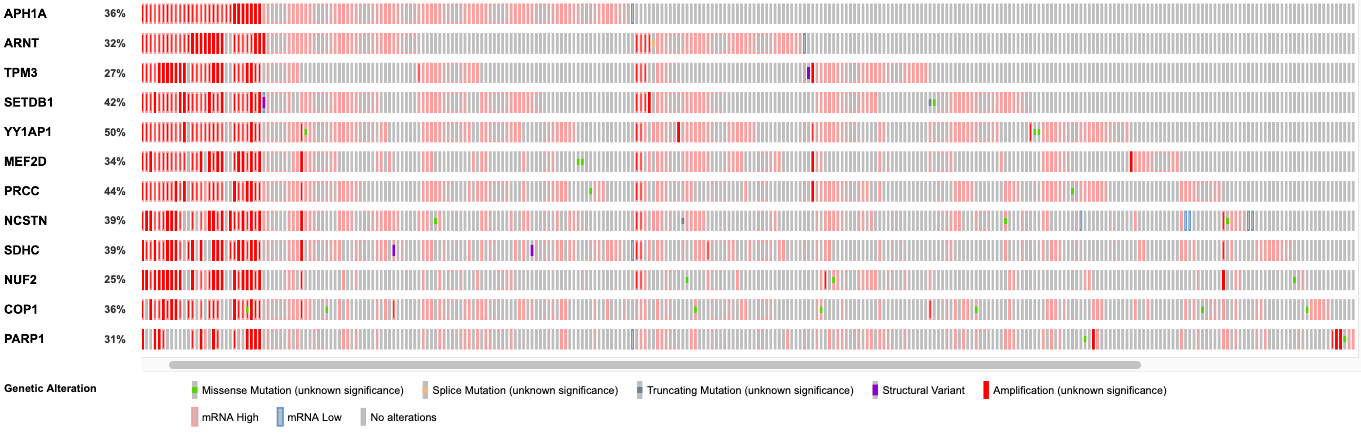 APH1A 36%
ARNT 32%
TPM3 27%
SETDB1 42%
YY1AP1 50%
MEF2D 34%
PRCC 44%
NCSTN 39%
SDHC 39%
NUF2 25%
COP1 36%
PARP1 31%
Genetic Alteration Missense Mutation (unknown significance) Splice Mutation (unknown significance) Truncating Mutation (unknown significance) Structural Variant Amplification (unknown significance)
mRNA High mRNA Low No alterations